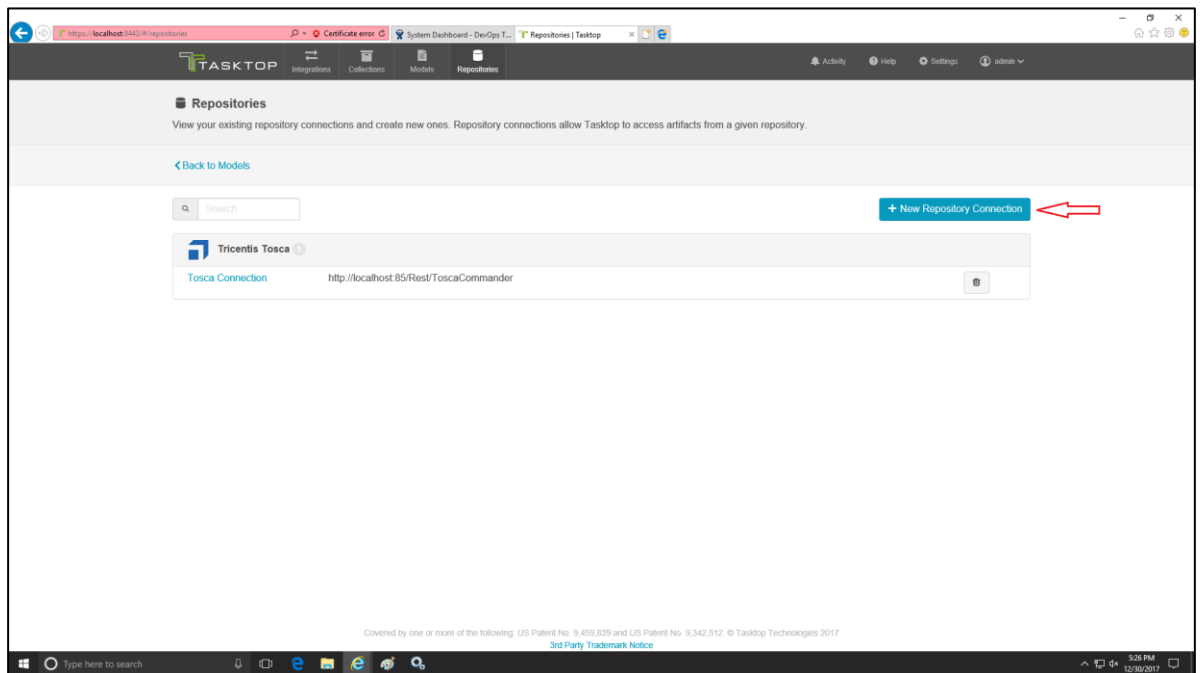 https://localhost:8443/#/repositories
Certificate error
System Dashboard - DevOps T...
Repositories | Tasktop
TASKTOP
Integrations
Collections
Models
Repositories
Activity
Help
Settings
admin
Repositories
View your existing repository connections and create new ones. Repository connections allow Tasktop to access artifacts from a given repository.
Back to Models
Search
+ New Repository Connection
Tricentis Tosca 1
Tosca Connection http://localhost:85/Rest/ToscaCommander
Covered by one or more of the following: US Patent No. 9,459,839 and US Patent No. 9,342,512. © Tasktop Technologies 2017
3rd Party Trademark Notice
Type here to search
5:26 PM
12/30/2017